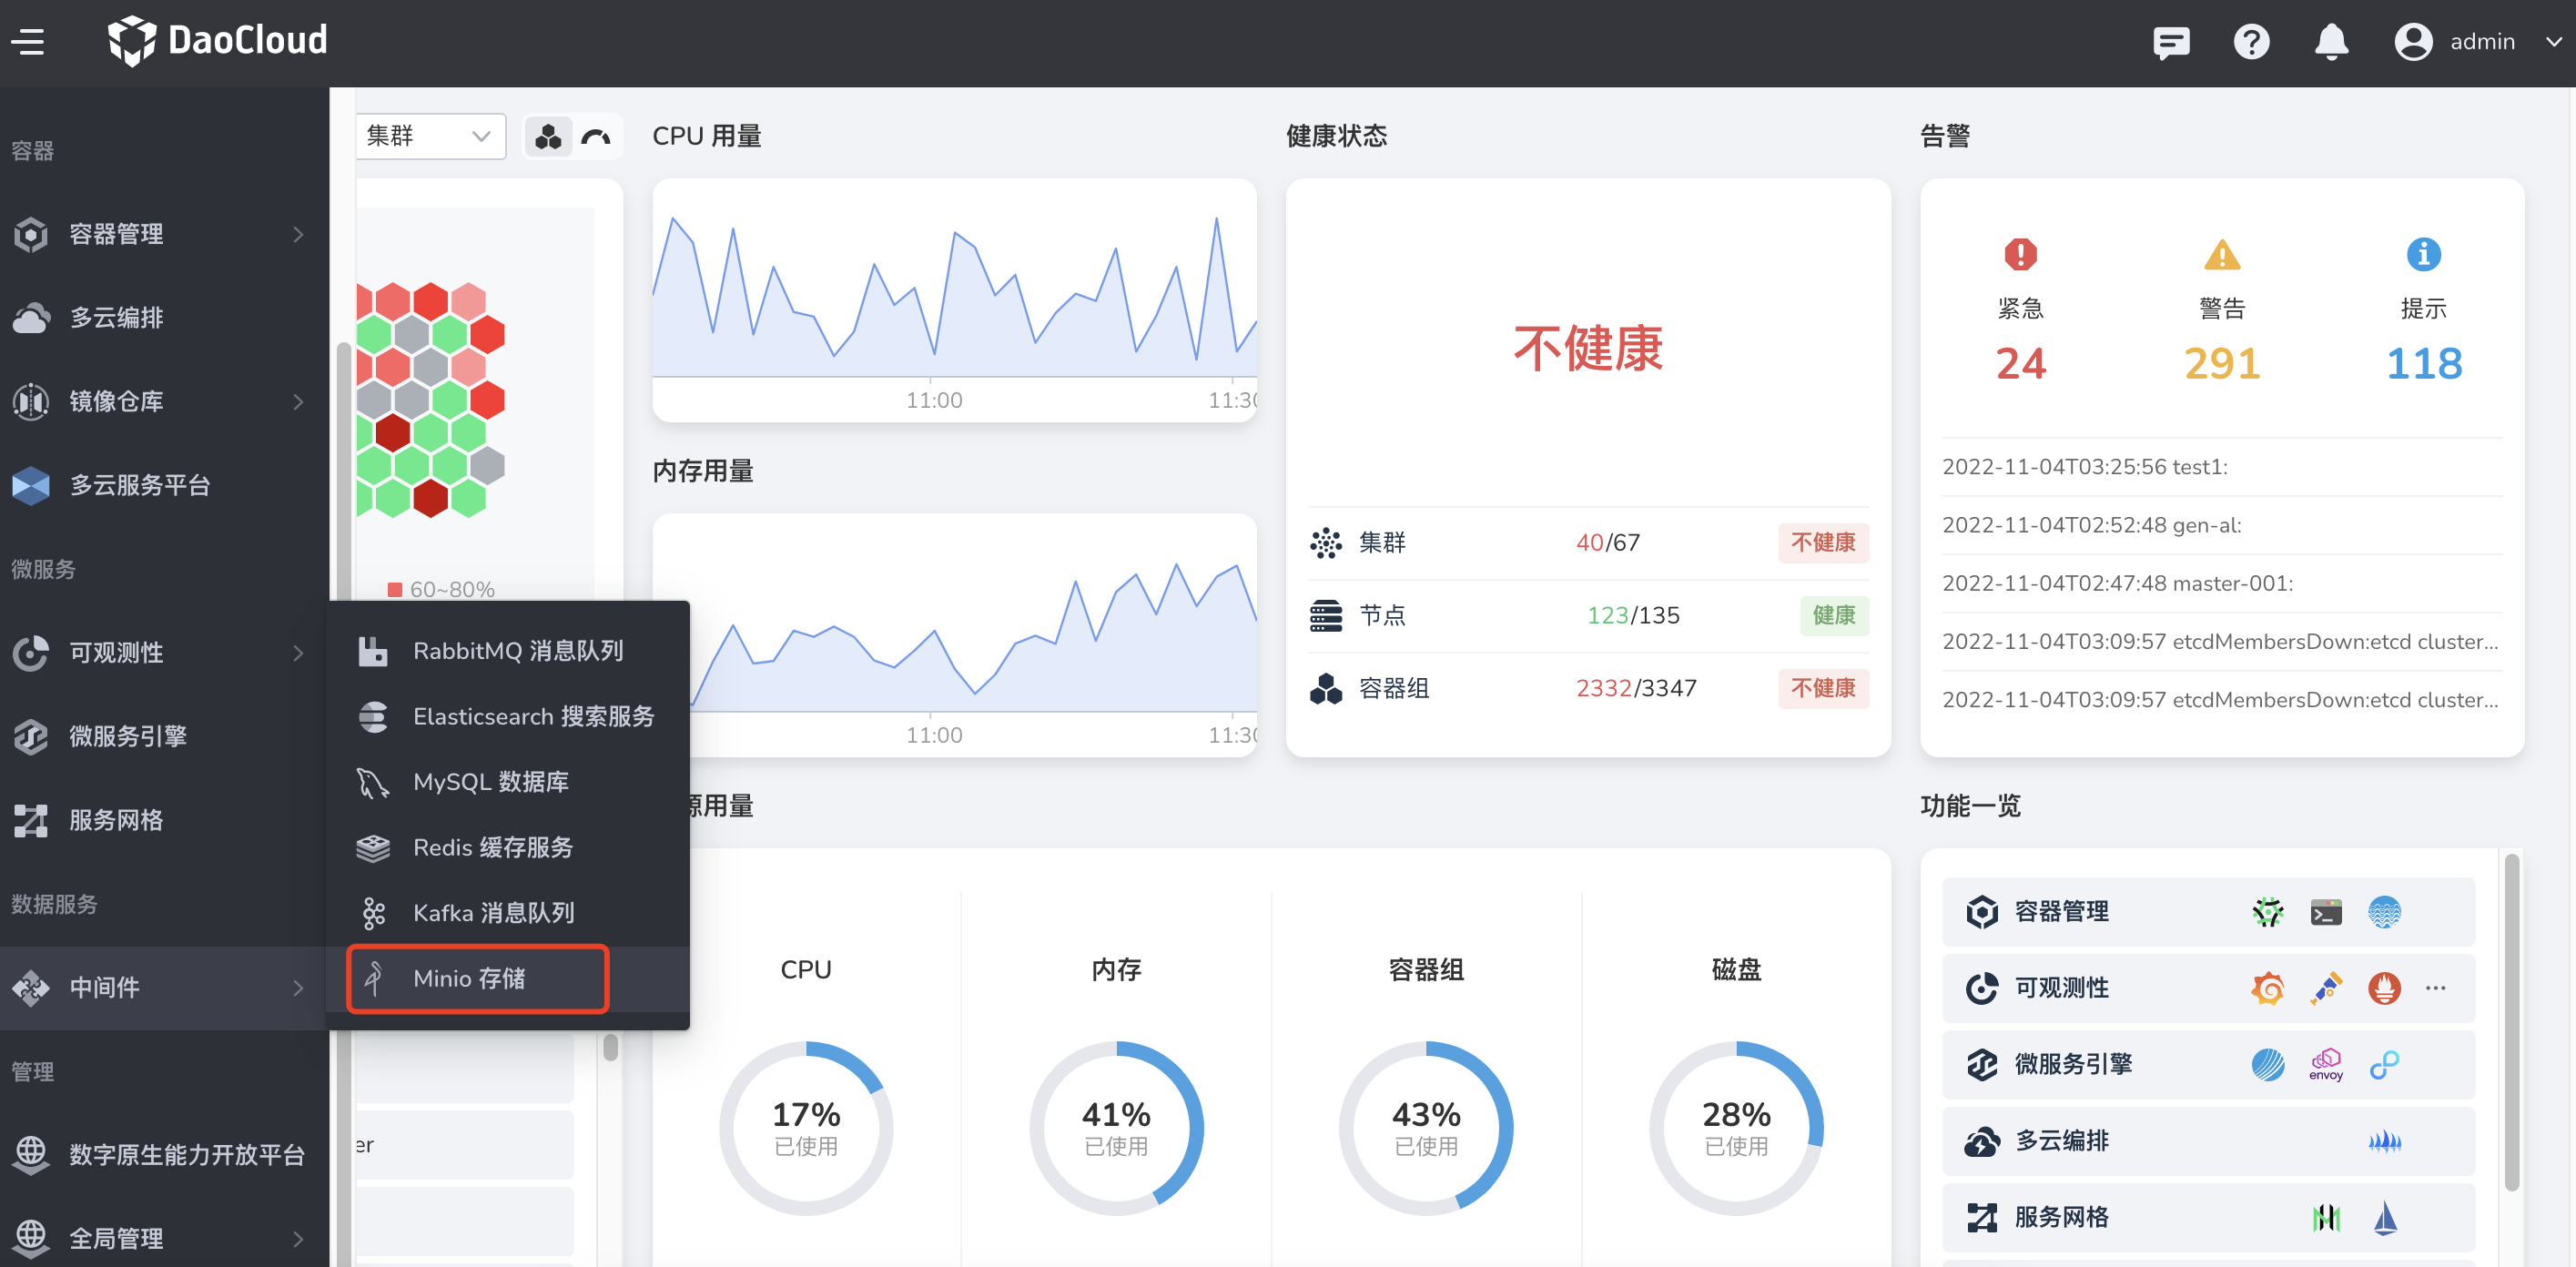 DaoCloud
admin
容器
容器管理
多云编排
镜像仓库
多云服务平台
微服务
可观测性
微服务引擎
服务网格
数据服务
中间件
管理
数字原生能力开放平台
全局管理
RabbitMQ 消息队列
Elasticsearch 搜索服务
MySQL 数据库
Redis 缓存服务
Kafka 消息队列
Minio 存储
集群
60~80%
er
CPU 用量
11:00
11:30
内存用量
11:00
11:30
健康状态
不健康
集群 40/67 不健康
节点 123/135 健康
容器组 2332/3347 不健康
告警
紧急 警告 提示
24 291 118
2022-11-04T03:25:56 test1:
2022-11-04T02:52:48 gen-al:
2022-11-04T02:47:48 master-001:
2022-11-04T03:09:57 etcdMembersDown:etcd cluster...
2022-11-04T03:09:57 etcdMembersDown:etcd cluster...
源用量
CPU 内存 容器组 磁盘
17% 41% 43% 28%
已使用 已使用 已使用 已使用
功能一览
容器管理
可观测性 ...
微服务引擎 envoy
多云编排
服务网格